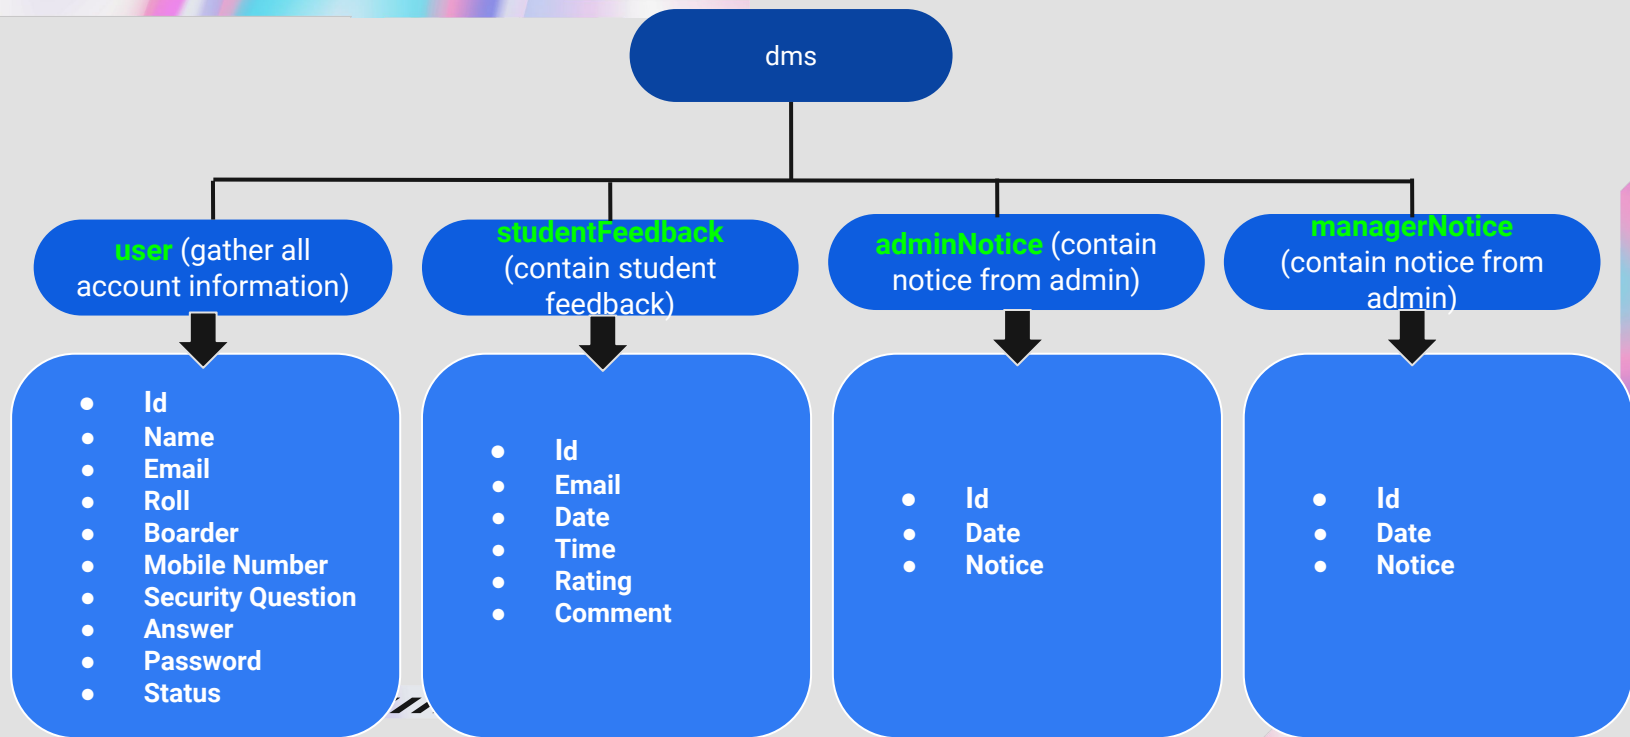 dms
user (gather all
account information)
studentFeedback
(contain student
feedback)
adminNotice (contain
notice from admin)
managerNotice
(contain notice from
admin)
● Id
● Name
● Email
● Roll
● Boarder
● Mobile Number
● Security Question
● Answer
● Password
● Status
● Id
● Email
● Date
● Time
● Rating
● Comment
● Id
● Date
● Notice
● Id
● Date
● Notice